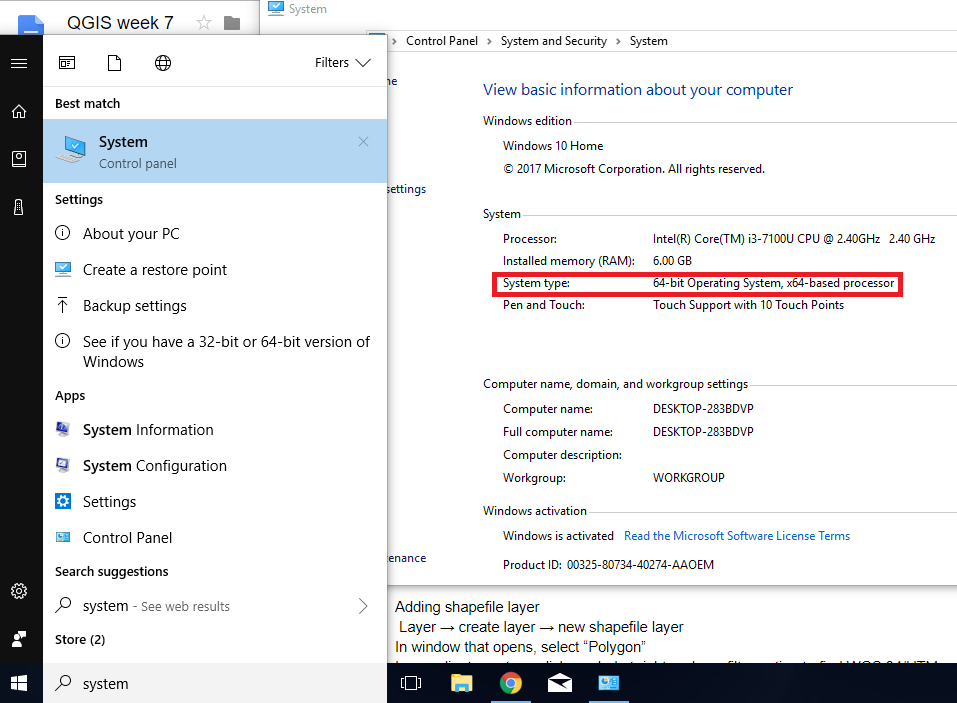 QGIS week 7
System
Control Panel > System and Security > System
Filters
Best match
System
Control panel
Settings
About your PC
Create a restore point
Backup settings
See if you have a 32-bit or 64-bit version of
Windows
Apps
System Information
System Configuration
Settings
Control Panel
Search suggestions
system - See web results
Store (2)
system
settings
View basic information about your computer
Windows edition
Windows 10 Home
© 2017 Microsoft Corporation. All rights reserved.
System
Processor: Intel(R) Core(TM) i3-7100U CPU @ 2.40GHz 2.40 GHz
Installed memory (RAM): 6.00 GB
System type: 64-bit Operating System, x64-based processor
Pen and Touch: Touch Support with 10 Touch Points
Computer name, domain, and workgroup settings
Computer name: DESKTOP-283BDVP
Full computer name: DESKTOP-283BDVP
Computer description:
Workgroup: WORKGROUP
Windows activation
Windows is activated Read the Microsoft Software License Terms
Product ID: 00325-80734-40274-AAOEM
Adding shapefile layer
Layer → create layer → new shapefile layer
In window that opens, select “Polygon”